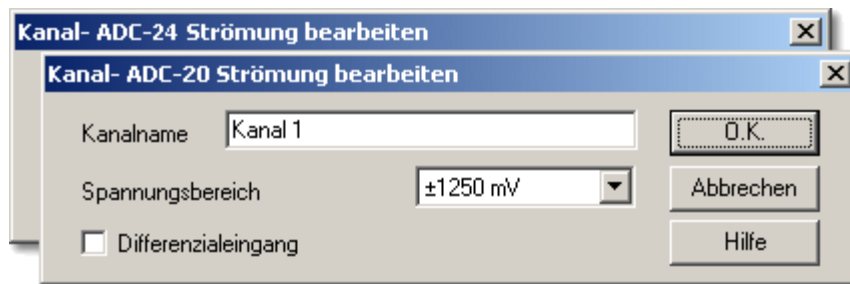 Kanal- ADC-24 Strömung bearbeiten
Kanal- ADC-20 Strömung bearbeiten
Kanalname Kanal 1 O.K.
Spannungsbereich ±1250 mV Abbrechen
Differenzialeingang Hilfe